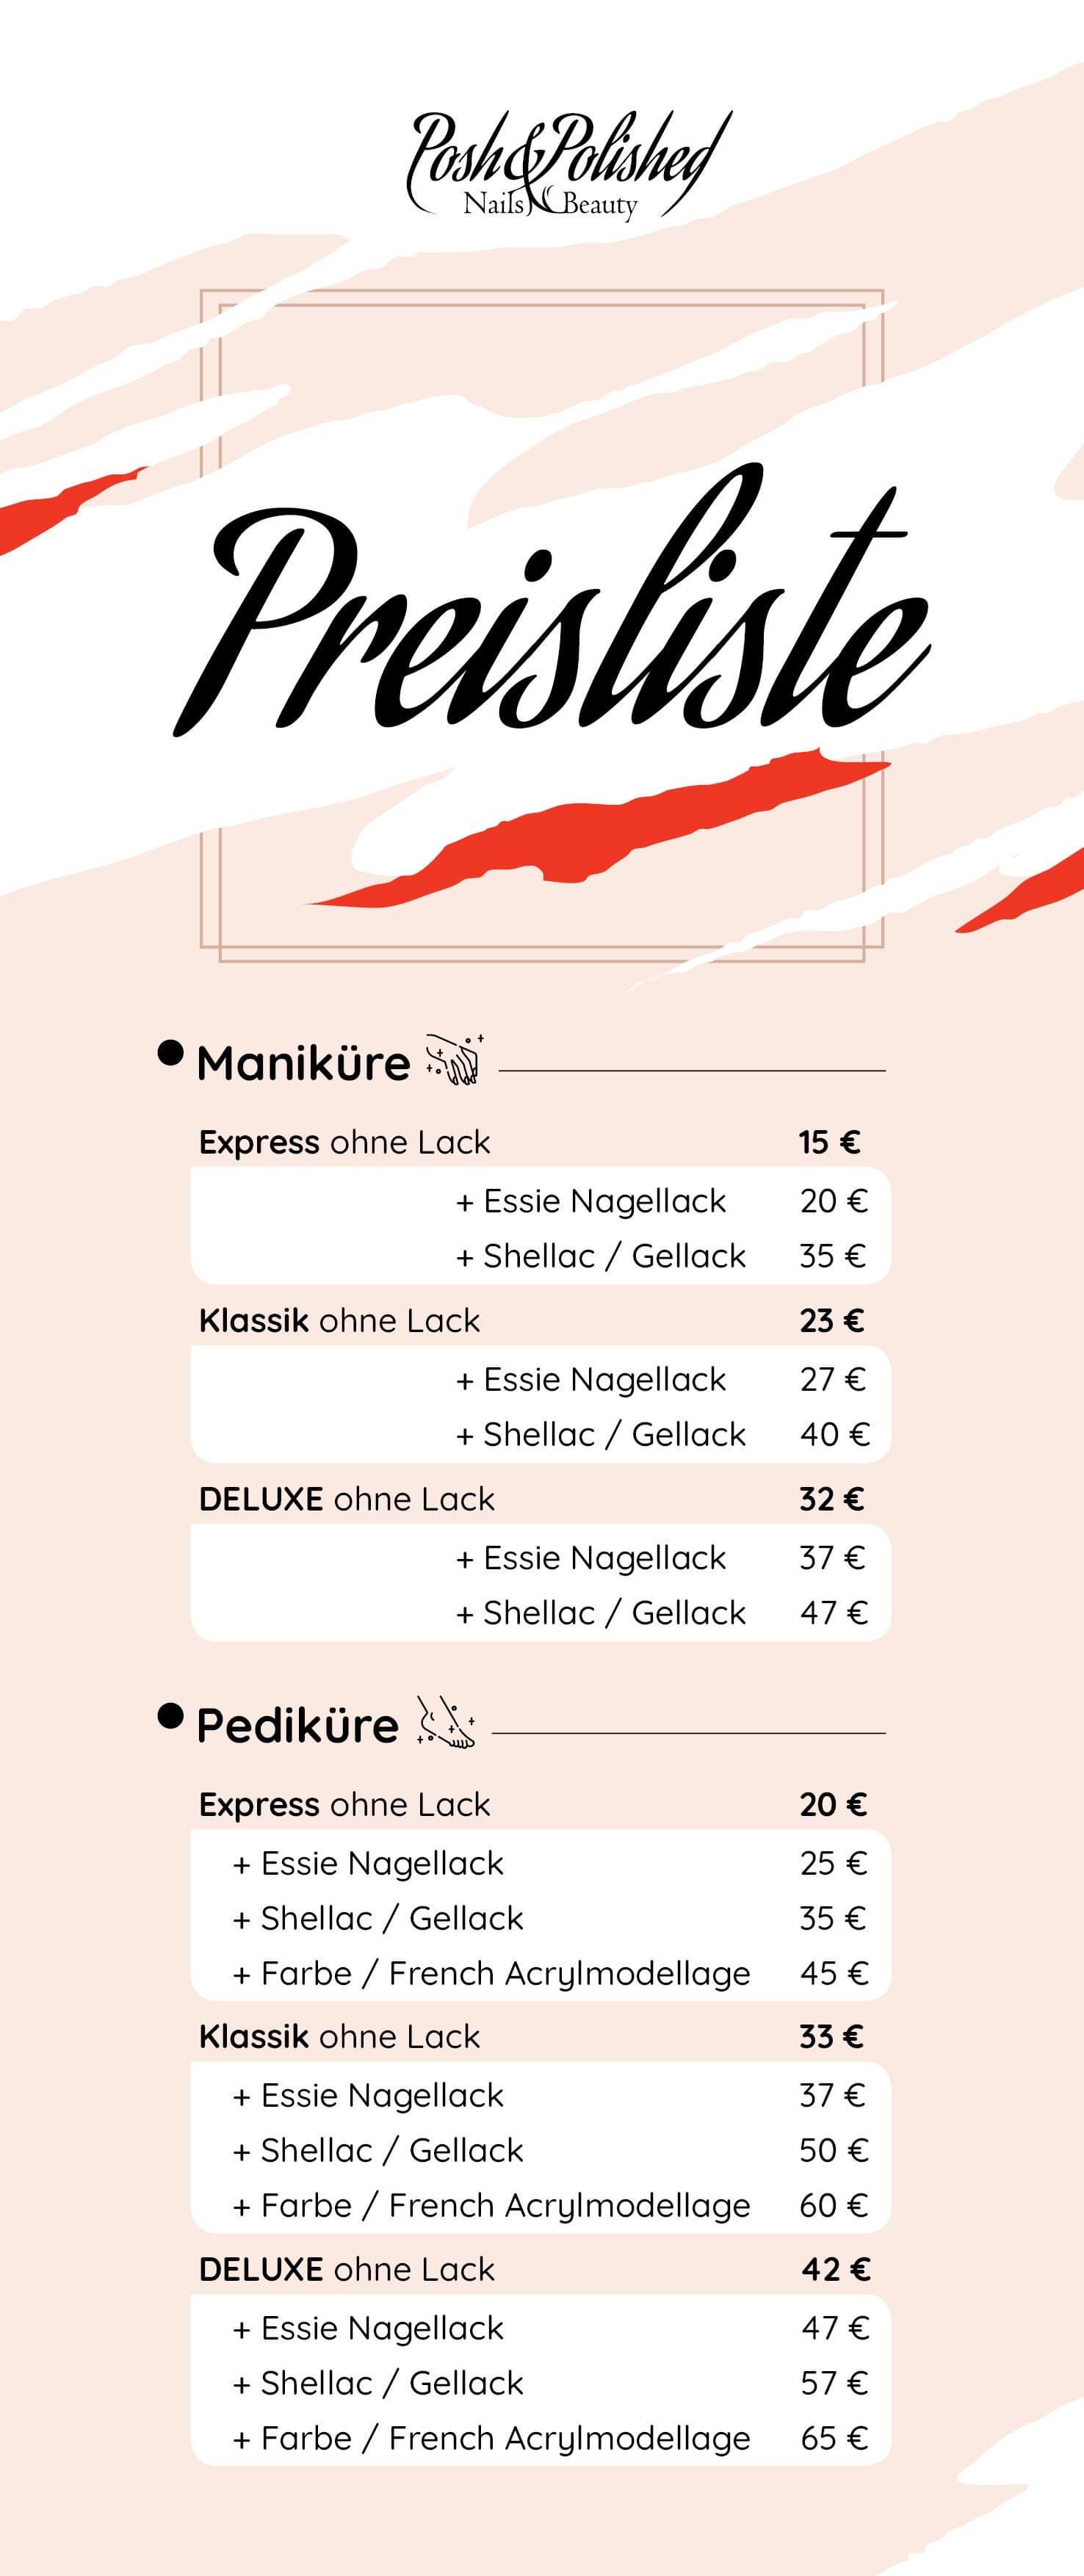 Posh&Polished
Nails & Beauty
Preisliste
Maniküre
Express ohne Lack 15 €
+ Essie Nagellack 20 €
+ Shellac / Gellack 35 €
Klassik ohne Lack 23 €
+ Essie Nagellack 27 €
+ Shellac / Gellack 40 €
DELUXE ohne Lack 32 €
+ Essie Nagellack 37 €
+ Shellac / Gellack 47 €
Pediküre
Express ohne Lack 20 €
+ Essie Nagellack 25 €
+ Shellac / Gellack 35 €
+ Farbe / French Acrylmodellage 45 €
Klassik ohne Lack 33 €
+ Essie Nagellack 37 €
+ Shellac / Gellack 50 €
+ Farbe / French Acrylmodellage 60 €
DELUXE ohne Lack 42 €
+ Essie Nagellack 47 €
+ Shellac / Gellack 57 €
+ Farbe / French Acrylmodellage 65 €